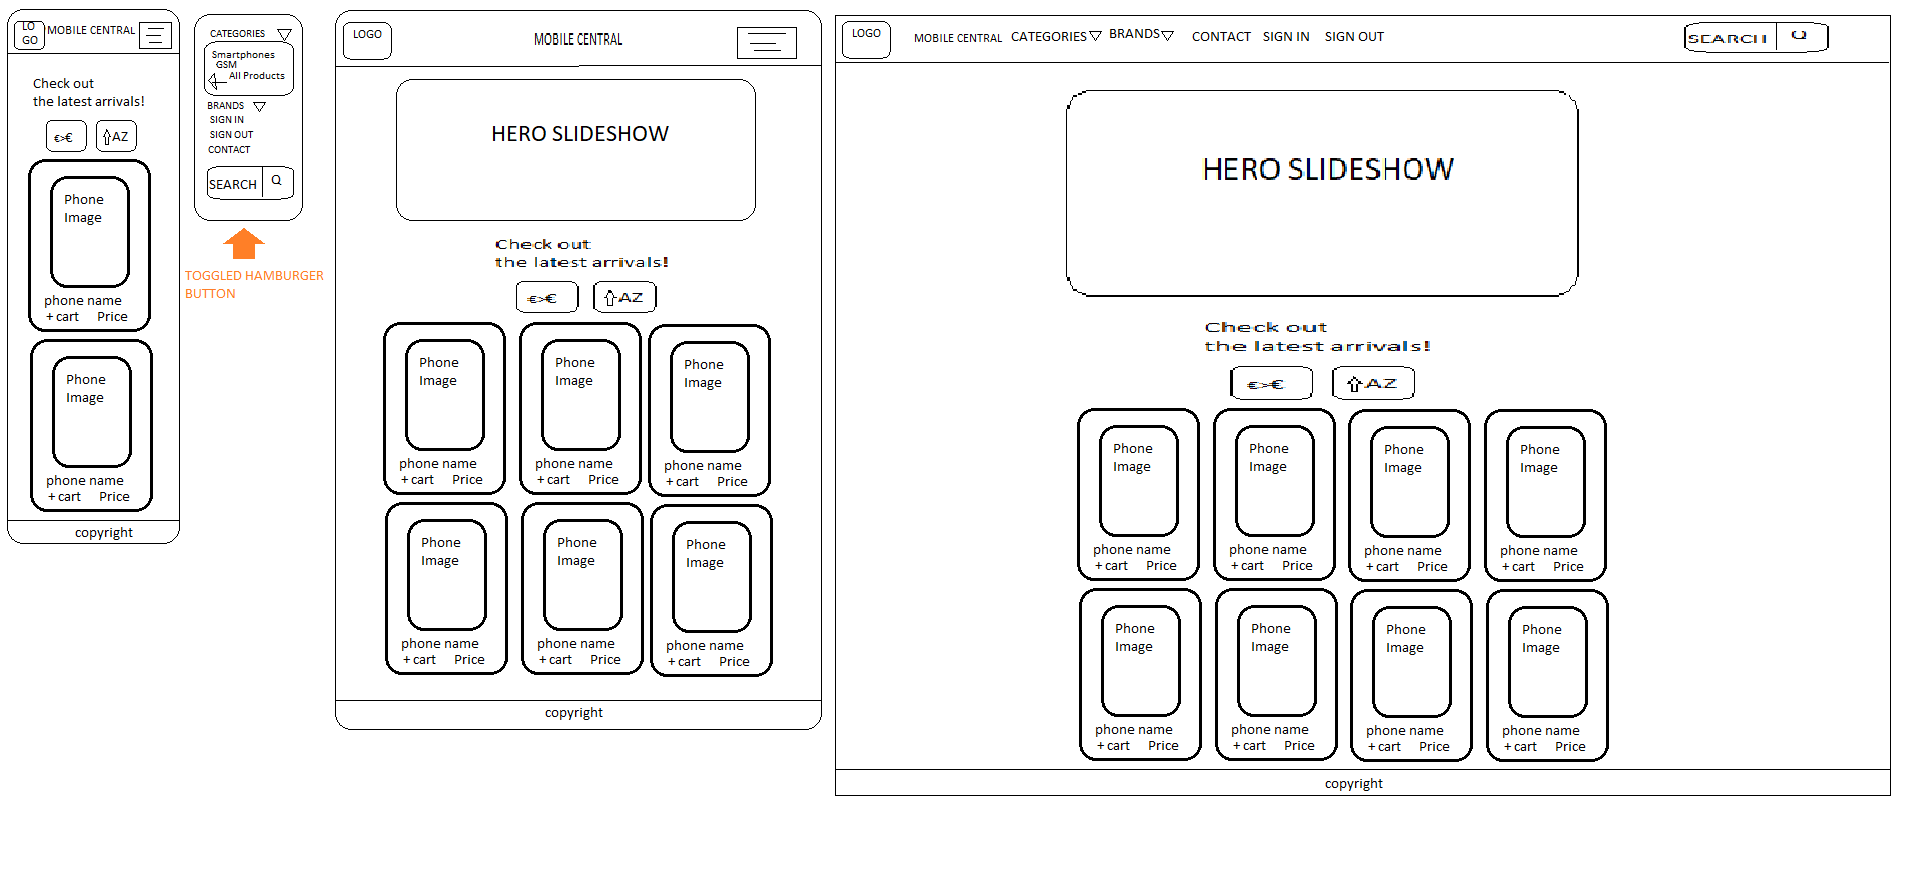 LO
GO
MOBILE CENTRAL
Check out
the latest arrivals!
€>€
AZ
Phone
Image
phone name
+ cart Price
Phone
Image
phone name
+ cart Price
copyright
CATEGORIES
Smartphones
GSM
All Products
BRANDS
SIGN IN
SIGN OUT
CONTACT
SEARCH Q
TOGGLED HAMBURGER
BUTTON
LOGO
MOBILE CENTRAL
HERO SLIDESHOW
Check out
the latest arrivals!
€>€
AZ
Phone
Image
phone name
+ cart Price
Phone
Image
phone name
+ cart Price
Phone
Image
phone name
+ cart Price
Phone
Image
phone name
+ cart Price
Phone
Image
phone name
+ cart Price
Phone
Image
phone name
+ cart Price
copyright
LOGO
MOBILE CENTRAL CATEGORIES BRANDS CONTACT SIGN IN SIGN OUT
SEARCH Q
HERO SLIDESHOW
Check out
the latest arrivals!
€>€
AZ
Phone
Image
phone name
+ cart Price
Phone
Image
phone name
+ cart Price
Phone
Image
phone name
+ cart Price
Phone
Image
phone name
+ cart Price
Phone
Image
phone name
+ cart Price
Phone
Image
phone name
+ cart Price
Phone
Image
phone name
+ cart Price
Phone
Image
phone name
+ cart Price
copyright